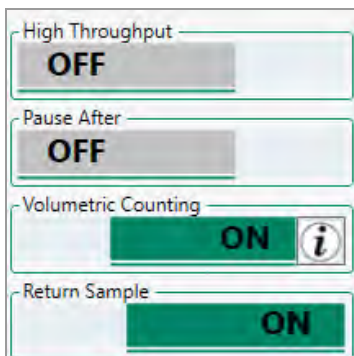 High Throughput
OFF
Pause After
OFF
Volumetric Counting
ON i
Return Sample
ON